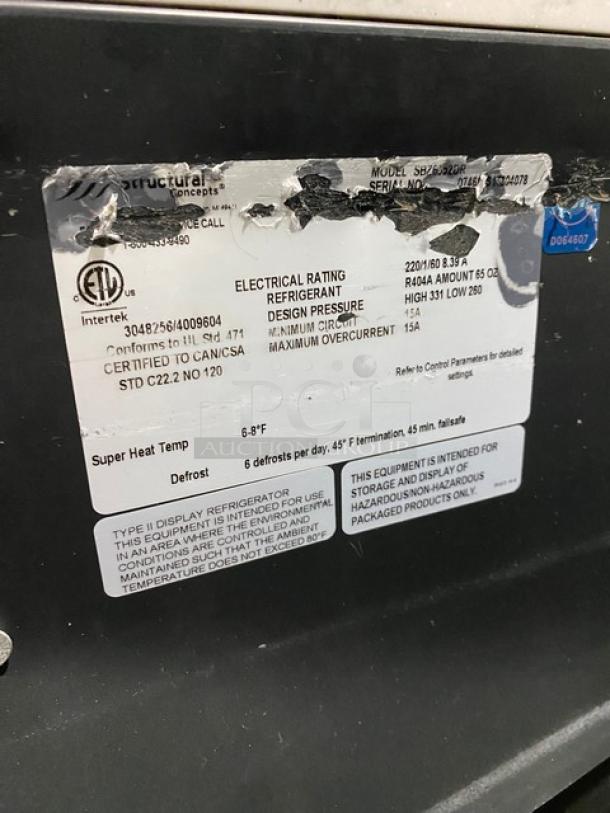 Structural
Concepts®
MODEL
SERIAL NO.
CALL
1-800-433-9490
D064607
ETL
C US
Intertek
3048256/4009604
Conforms to UL Std 471
CERTIFIED TO CAN/CSA
STD C22.2 NO 120
ELECTRICAL RATING 220/1/60 8.39 A
REFRIGERANT R404A AMOUNT 65 OZ
DESIGN PRESSURE HIGH 331 LOW 260
MINIMUM CIRCUIT 15A
MAXIMUM OVERCURRENT 15A
Refer to Control Parameters for detailed
settings.
PCI
AUCTION GROUP
Super Heat Temp 6-8°F
Defrost 6 defrosts per day, 45° F termination, 45 min. failsafe
TYPE II DISPLAY REFRIGERATOR
THIS EQUIPMENT IS INTENDED FOR USE
IN AN AREA WHERE THE ENVIRONMENTAL
CONDITIONS ARE CONTROLLED AND
MAINTAINED SUCH THAT THE AMBIENT
TEMPERATURE DOES NOT EXCEED 80°F
THIS EQUIPMENT IS INTENDED FOR
STORAGE AND DISPLAY OF
HAZARDOUS/NON-HAZARDOUS
PACKAGED PRODUCTS ONLY.